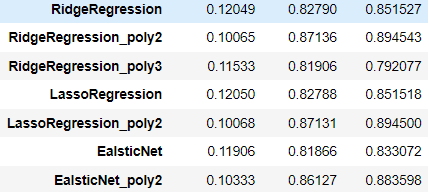 RidgeRegression 0.12049 0.82790 0.851527
RidgeRegression_poly2 0.10065 0.87136 0.894543
RidgeRegression_poly3 0.11533 0.81906 0.792077
LassoRegression 0.12050 0.82788 0.851518
LassoRegression_poly2 0.10068 0.87131 0.894500
EalsticNet 0.11906 0.81866 0.833072
EalsticNet_poly2 0.10333 0.86127 0.883598